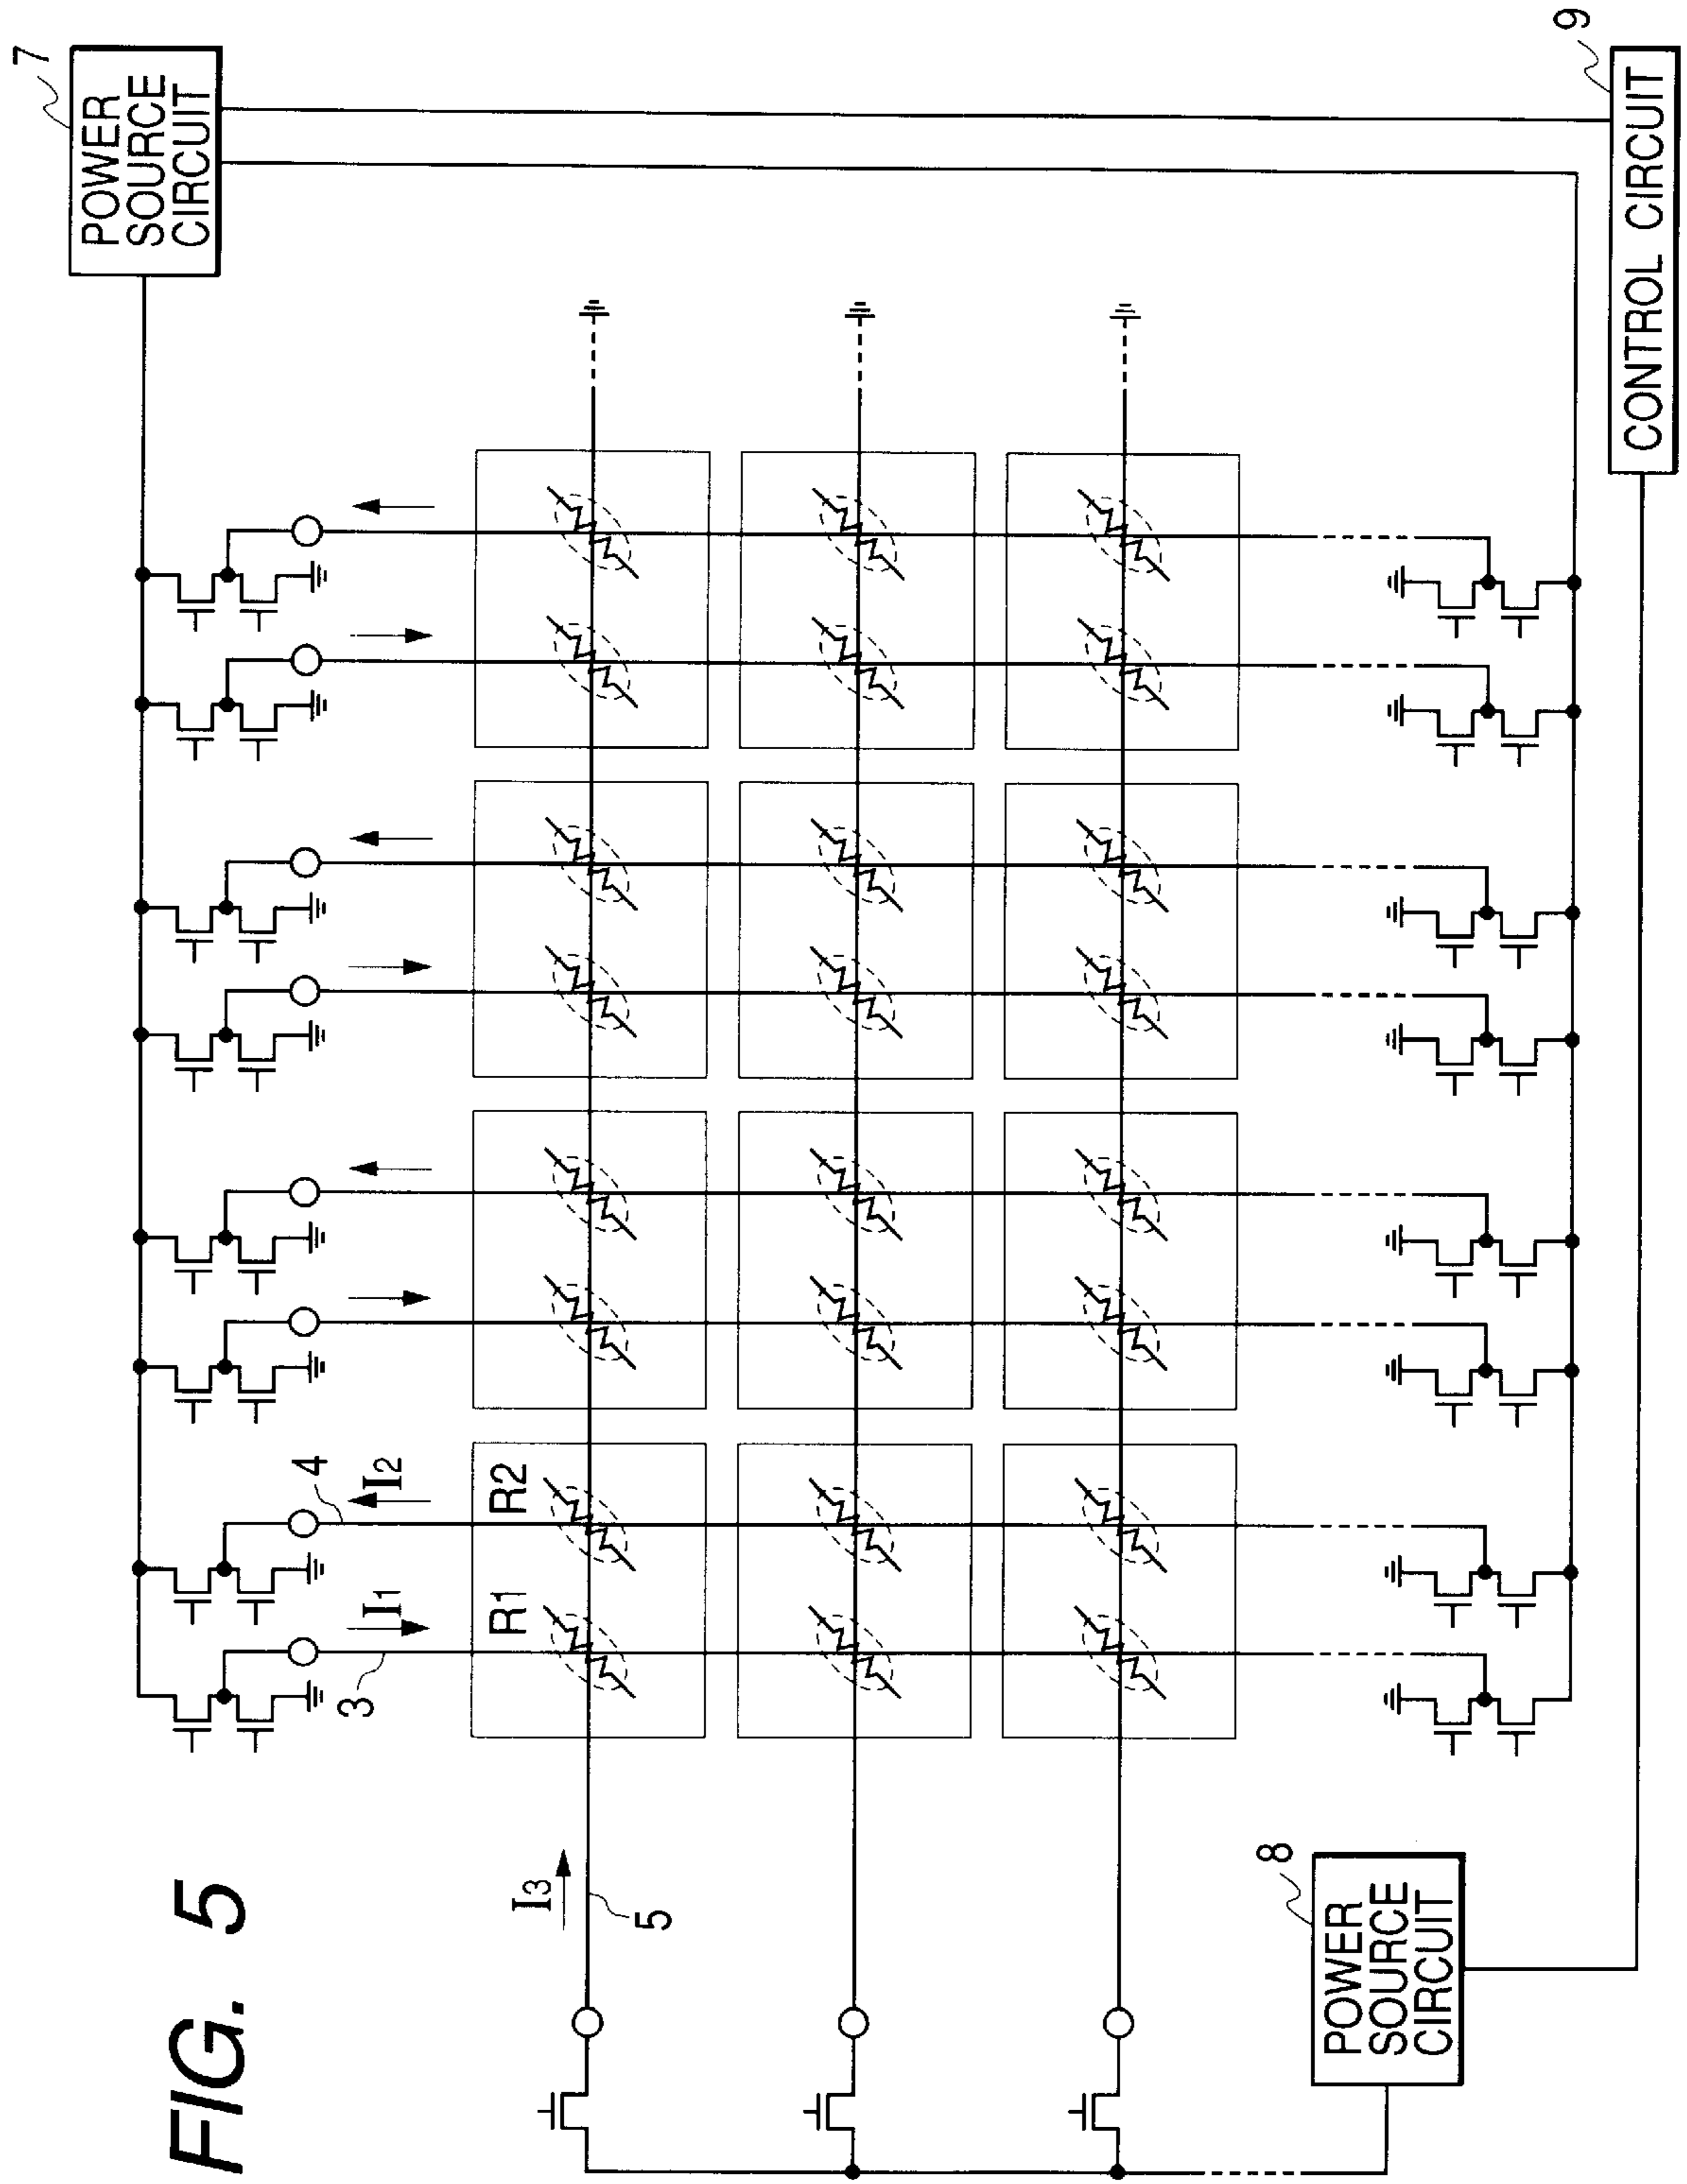 FIG. 5
7
POWER
SOURCE
CIRCUIT
I1
I2
3
4
R1
R2
I3
5
8
POWER
SOURCE
CIRCUIT
9
CONTROL CIRCUIT